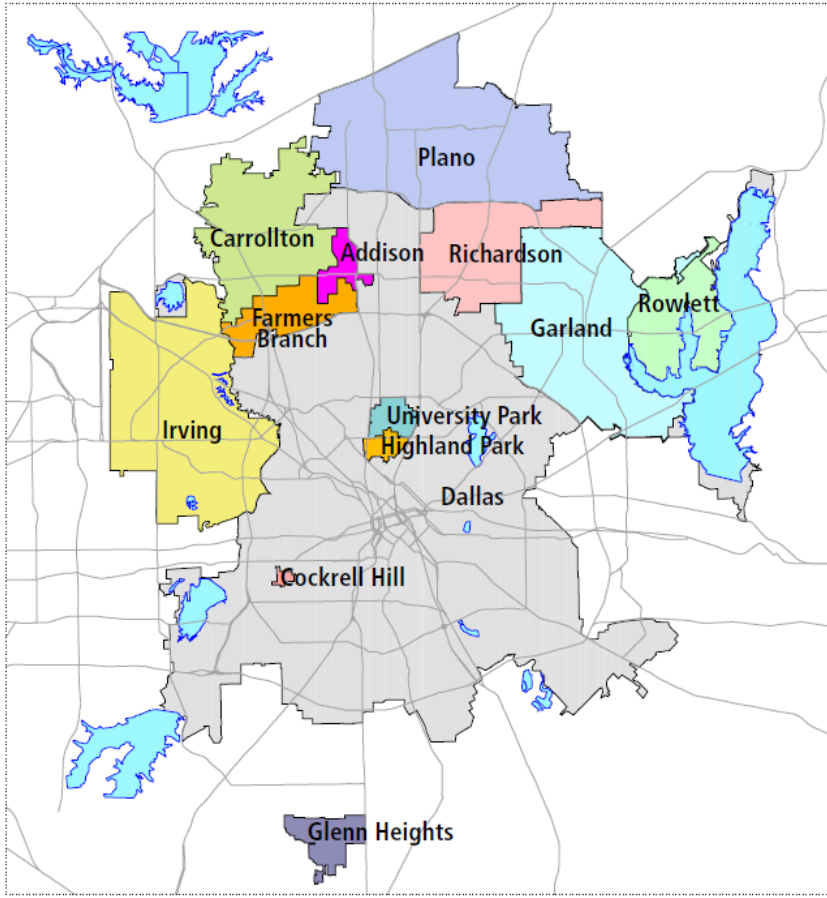 Plano
Carrollton
Addison
Richardson
Rowlett
Farmers
Branch
Garland
University Park
Irving
Highland Park
Dallas
Cockrell Hill
Glenn Heights